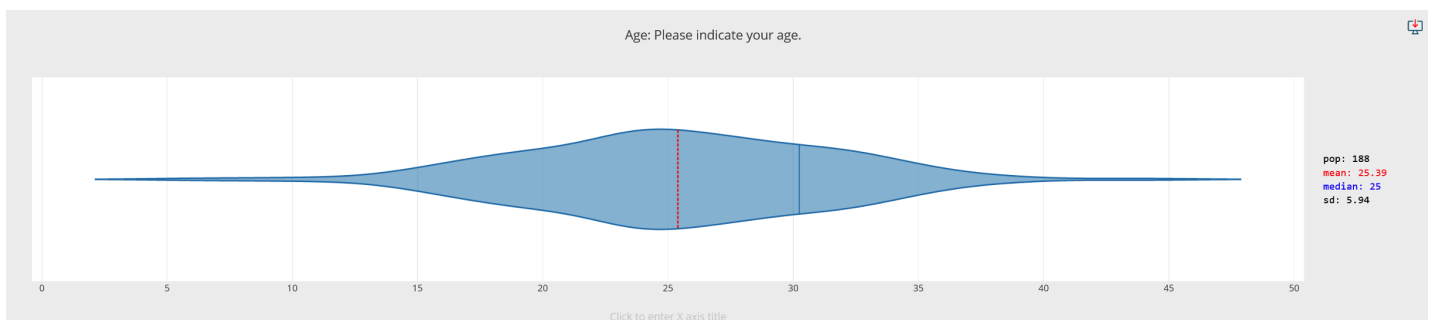 Age: Please indicate your age.
pop: 188
mean: 25.39
median: 25
sd: 5.94
0 5 10 15 20 25 30 35 40 45 50
Click to enter X axis title